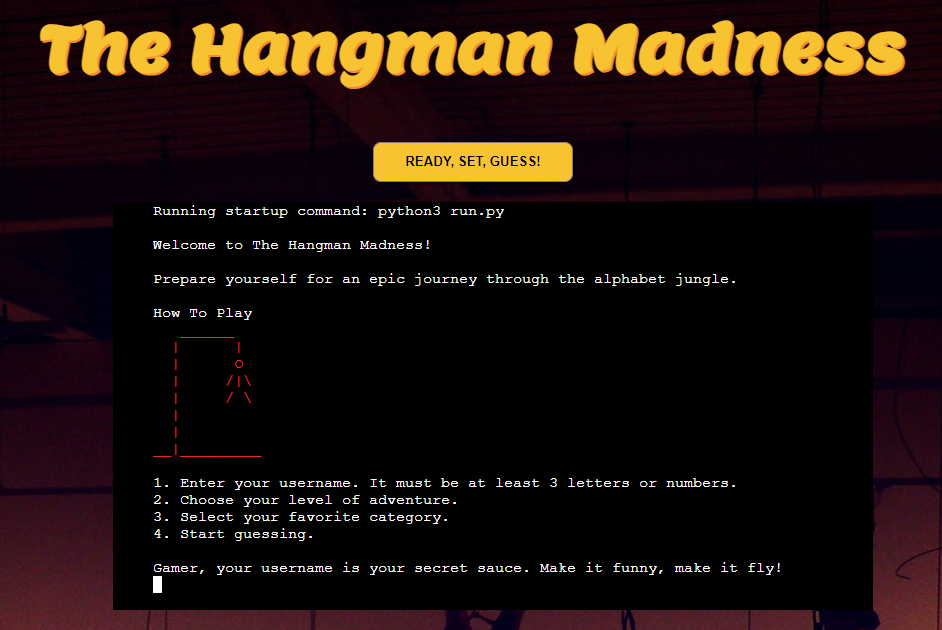 The Hangman Madness
READY, SET, GUESS!
Running startup command: python3 run.py
Welcome to The Hangman Madness!
Prepare yourself for an epic journey through the alphabet jungle.
How To Play
1. Enter your username. It must be at least 3 letters or numbers.
2. Choose your level of adventure.
3. Select your favorite category.
4. Start guessing.
Gamer, your username is your secret sauce. Make it funny, make it fly!